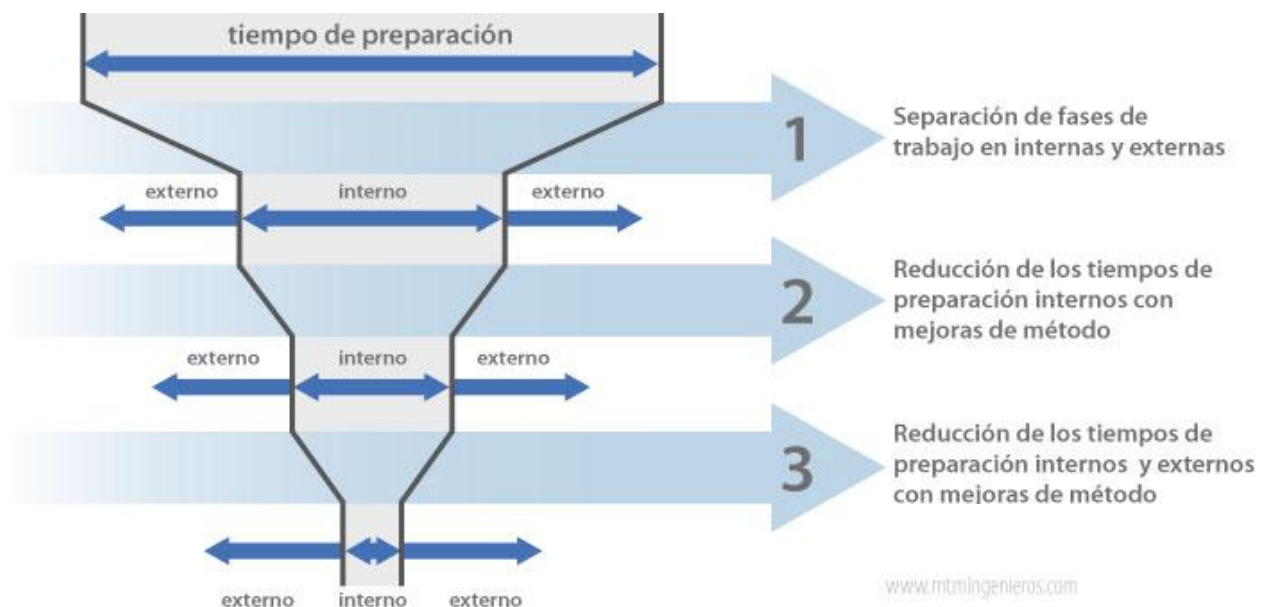 tiempo de preparación
1
Separación de fases de
trabajo en internas y externas
externo interno externo
2
Reducción de los tiempos de
preparación internos con
mejoras de método
externo interno externo
3
Reducción de los tiempos de
preparación internos y externos
con mejoras de método
externo interno externo
www.mtmingenieros.com